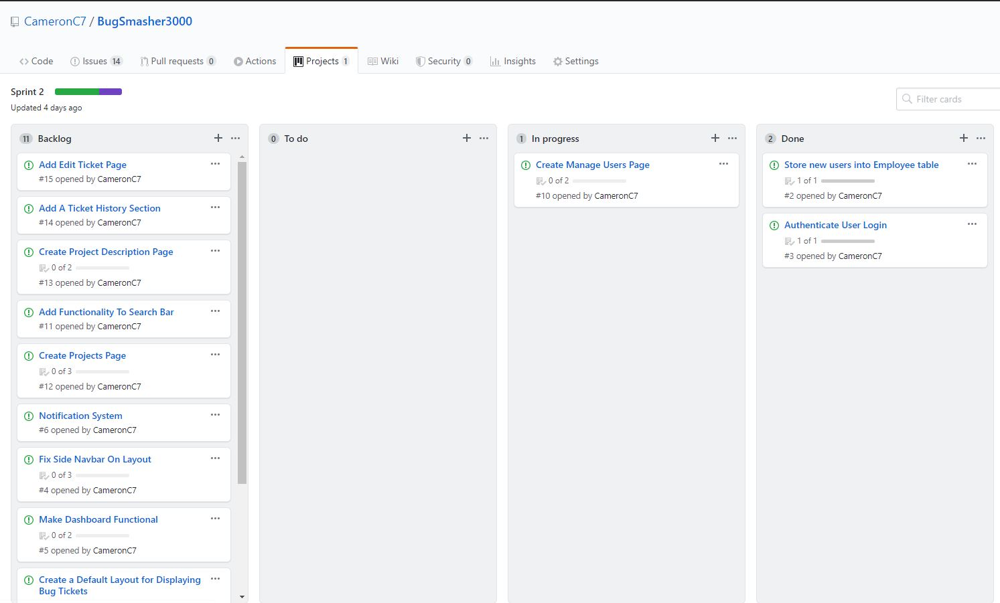 CameronC7 / BugSmasher3000
Code Issues 14 Pull requests 0 Actions Projects 1 Wiki Security 0 Insights Settings
Sprint 2
Updated 4 days ago
Filter cards
11 Backlog
Add Edit Ticket Page
#15 opened by CameronC7
Add A Ticket History Section
#14 opened by CameronC7
Create Project Description Page
0 of 2
#13 opened by CameronC7
Add Functionality To Search Bar
#11 opened by CameronC7
Create Projects Page
0 of 3
#12 opened by CameronC7
Notification System
#6 opened by CameronC7
Fix Side Navbar On Layout
0 of 3
#4 opened by CameronC7
Make Dashboard Functional
0 of 2
#5 opened by CameronC7
Create a Default Layout for Displaying
Bug Tickets
0 To do
1 In progress
Create Manage Users Page
0 of 2
#10 opened by CameronC7
2 Done
Store new users into Employee table
1 of 1
#2 opened by CameronC7
Authenticate User Login
1 of 1
#3 opened by CameronC7